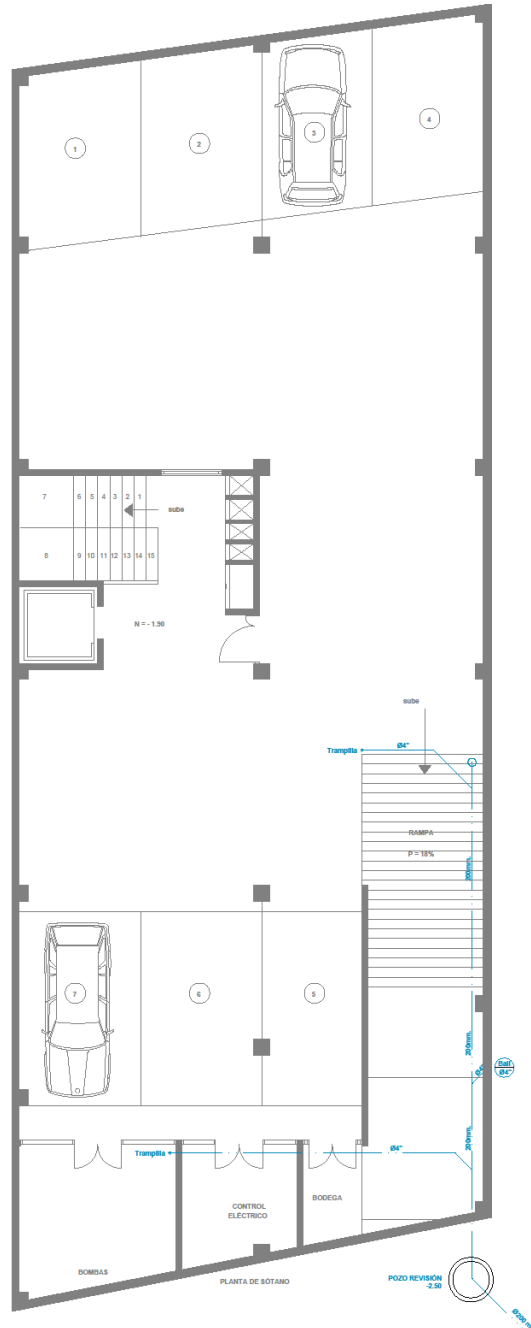 1
2
3
4
7 6 5 4 3 2 1
sube
8 9 10 11 12 13 14 15
N = - 1.90
sube
Trampilla
Ø4"
RAMPA
P = 18%
200mm.
7
6
5
200mm.
Ball
Ø4"
Ø4"
200mm.
Trampilla
Ø4"
CONTROL
ELÉCTRICO
BODEGA
BOMBAS
PLANTA DE SÓTANO
POZO REVISIÓN
-2.50